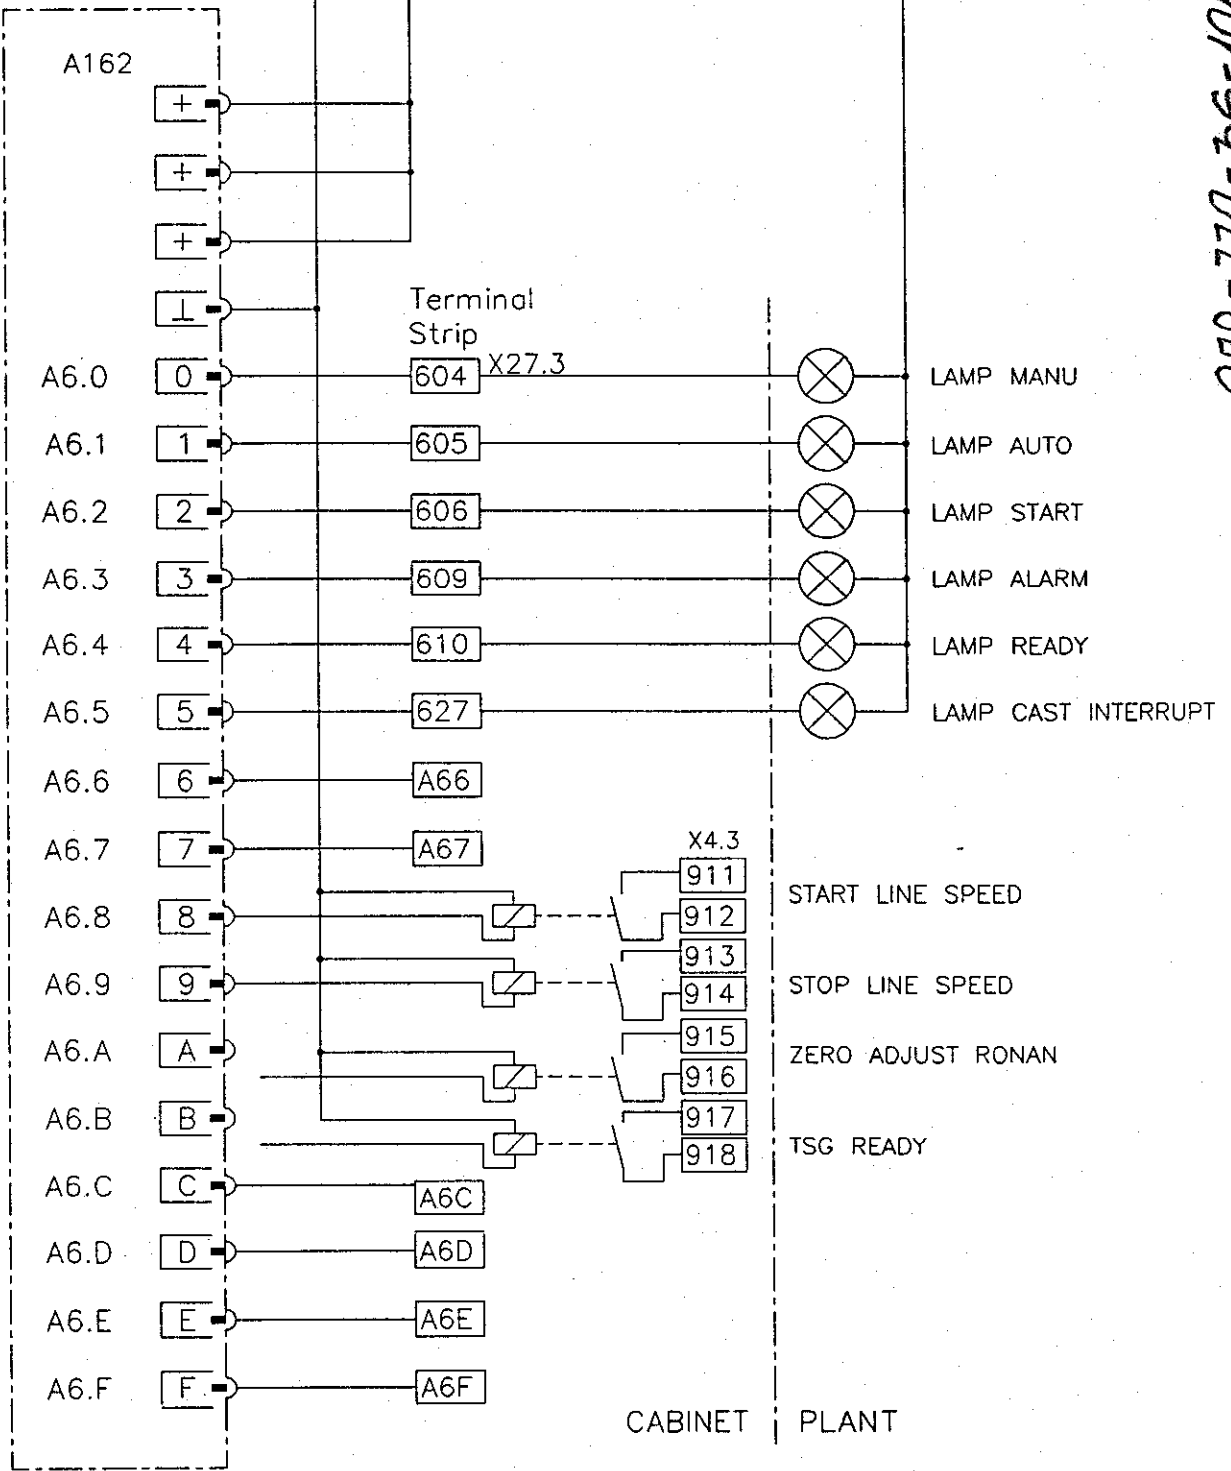 A162
+
+
+
⊥
Terminal
Strip
A6.0 0 604 X27.3 LAMP MANU
A6.1 1 605 LAMP AUTO
A6.2 2 606 LAMP START
A6.3 3 609 LAMP ALARM
A6.4 4 610 LAMP READY
A6.5 5 627 LAMP CAST INTERRUPT
A6.6 6 A66
A6.7 7 A67
X4.3
911
START LINE SPEED
A6.8 8 912
913
A6.9 9 914 STOP LINE SPEED
915
A6.A A ZERO ADJUST RONAN
916
A6.B B 917
918 TSG READY
A6.C C A6C
A6.D D A6D
A6.E E A6E
A6.F F A6F
CABINET PLANT